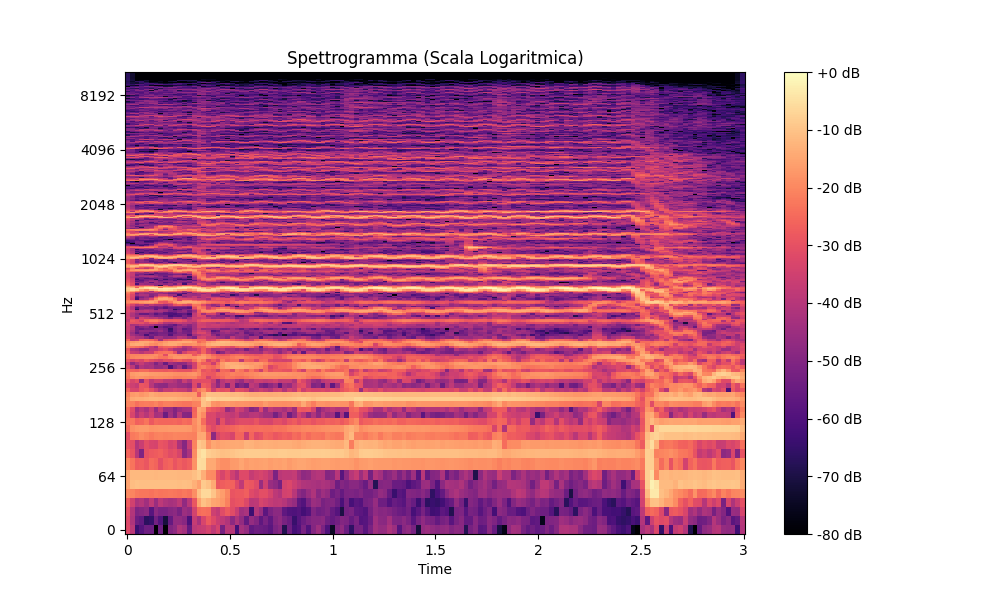 Spettrogramma (Scala Logaritmica)
Hz
8192
4096
2048
1024
512
256
128
64
0
0
0.5
1
1.5
2
2.5
3
Time
+0 dB
-10 dB
-20 dB
-30 dB
-40 dB
-50 dB
-60 dB
-70 dB
-80 dB